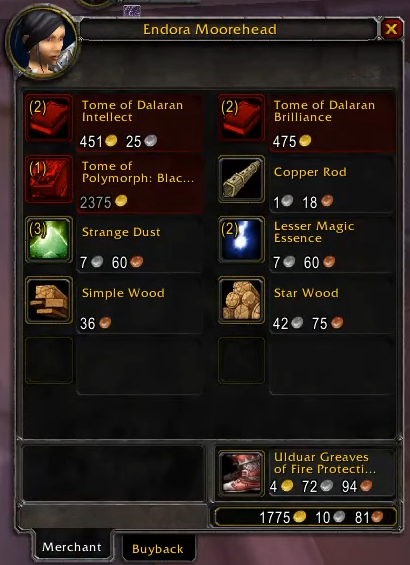 Endora Moorehead
(2)
Tome of Dalaran
Intellect
451 25
(2)
Tome of Dalaran
Brilliance
475
(1)
Tome of
Polymorph: Blac...
2375
Copper Rod
1 18
(3)
Strange Dust
7 60
(2)
Lesser Magic
Essence
7 60
Simple Wood
36
Star Wood
42 75
Ulduar Greaves
of Fire Protecti...
4 72 94
1775 10 81
Merchant
Buyback